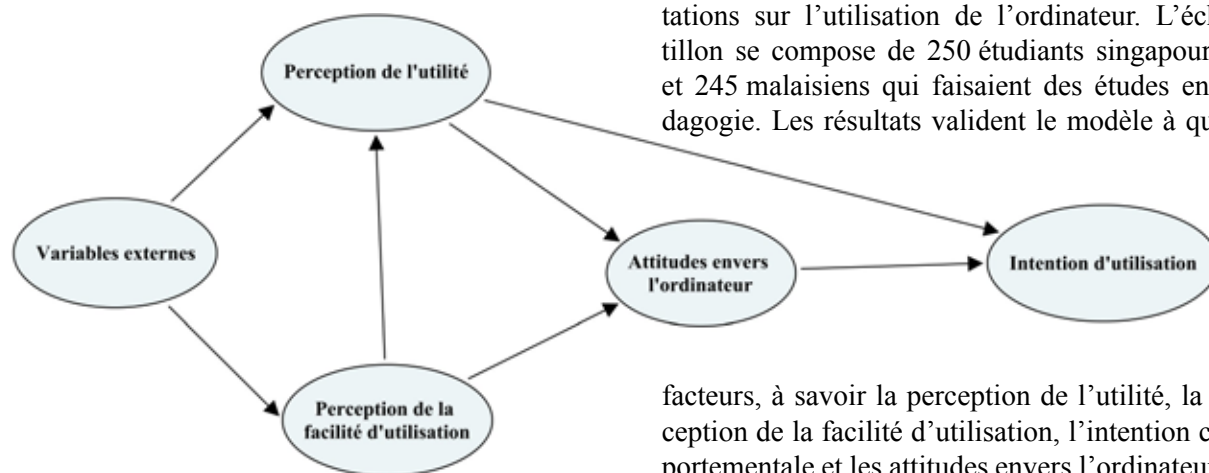 tations sur l'utilisation de l'ordinateur. L'éch
tillon se compose de 250 étudiants singapour
et 245 malaisiens qui faisaient des études en
dagogie. Les résultats valident le modèle à qu
Perception de l'utilité
Variables externes
Attitudes envers
l'ordinateur
Intention d'utilisation
Perception de la
facilité d'utilisation
facteurs, à savoir la perception de l'utilité, la
ception de la facilité d'utilisation, l'intention c
portementale et les attitudes envers l'ordinateur